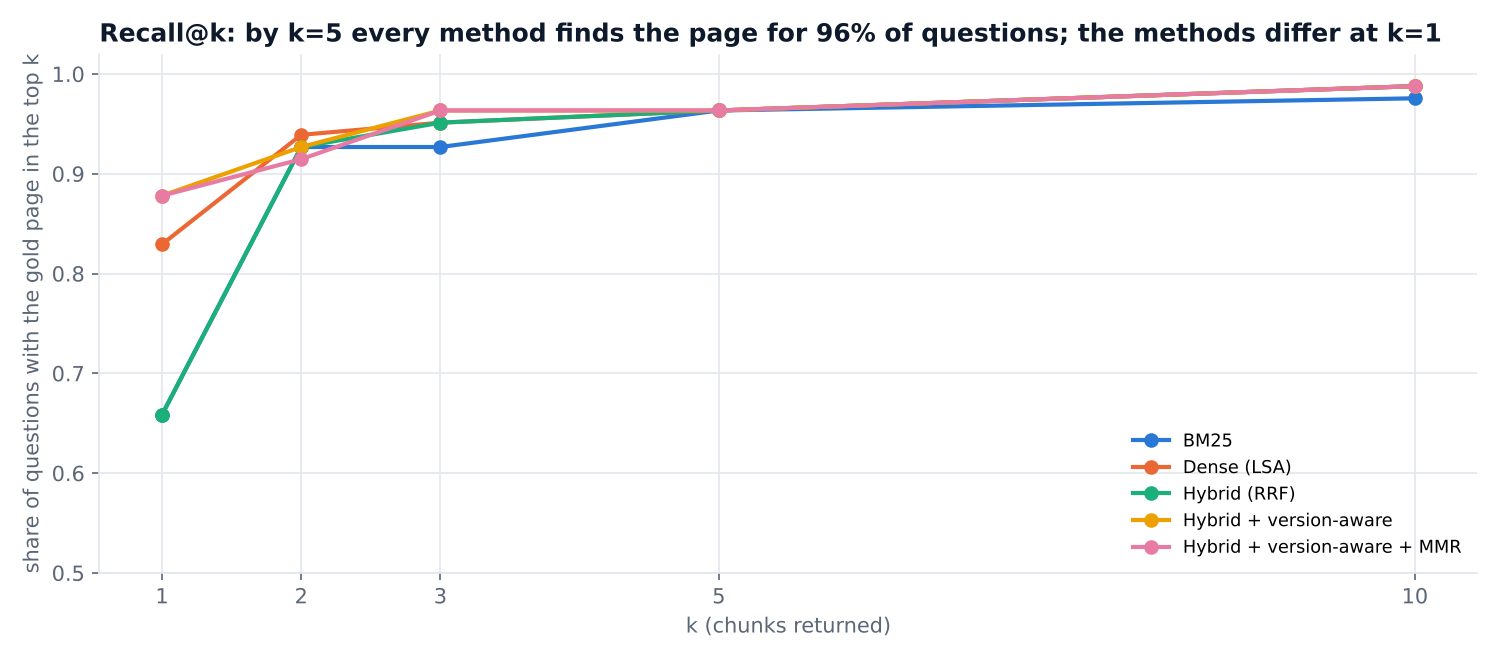 Recall@k: by k=5 every method finds the page for 96% of questions; the methods differ at k=1
share of questions with the gold page in the top k
1.0
0.9
0.8
0.7
0.6
0.5
1
2
3
5
10
k (chunks returned)
BM25
Dense (LSA)
Hybrid (RRF)
Hybrid + version-aware
Hybrid + version-aware + MMR